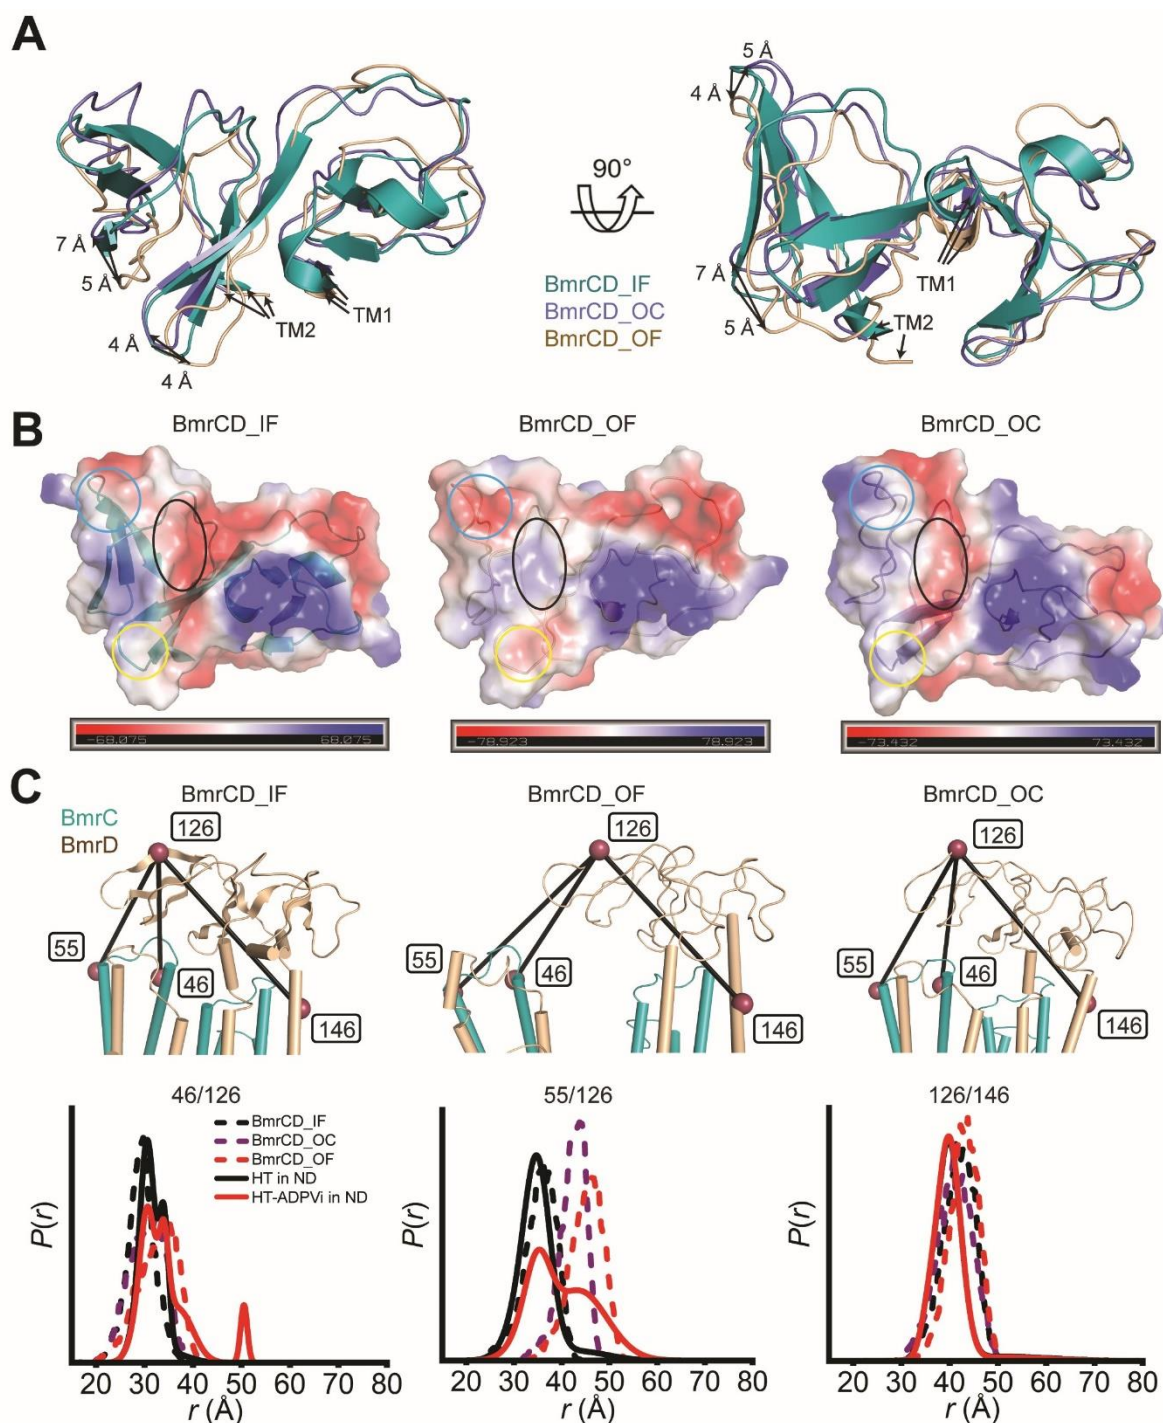 A
7 Å
5 Å
4 Å
4 Å
TM2
TM1
90°
BmrCD_IF
BmrCD_OC
BmrCD_OF
5 Å
4 Å
7 Å
5 Å
TM1
TM2
B
BmrCD_IF
BmrCD_OF
BmrCD_OC
-68.075 68.075
-78.923 78.923
-73.432 73.432
C
BmrC
BmrD
BmrCD_IF
126
55
46
146
BmrCD_OF
126
55
46
146
BmrCD_OC
126
55
46
146
46/126
BmrCD_IF
BmrCD_OC
BmrCD_OF
HT in ND
HT-ADPVi in ND
P(r)
20 30 40 50 60 70 80
r (Å)
55/126
P(r)
20 30 40 50 60 70 80
r (Å)
126/146
P(r)
20 30 40 50 60 70 80
r (Å)